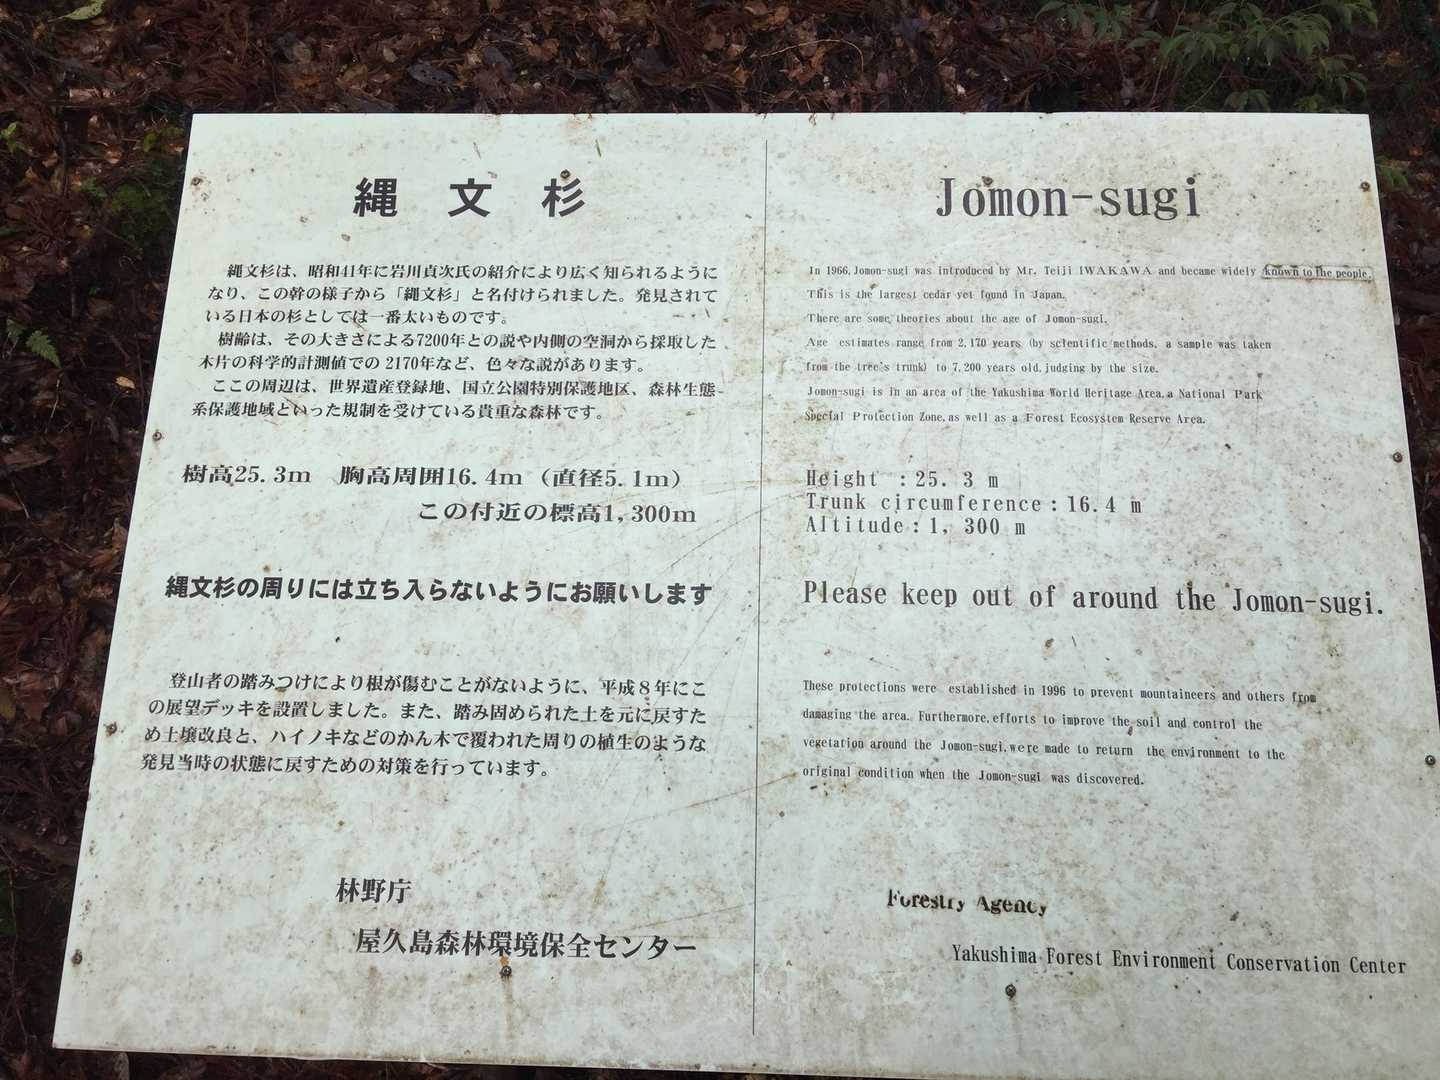 縄文杉
縄文杉は、昭和41年に岩川貞次氏の紹介により広く知られるように
なり、この幹の様子から「縄文杉」と名付けられました。発見されて
いる日本の杉としては一番太いものです。
樹齢は、その大きさによる7200年との説や内側の空洞から採取した
木片の科学的計測値での2170年など、色々な説があります。
ここの周辺は、世界遺産登録地、国立公園特別保護地区、森林生態
系保護地域といった規制を受けている貴重な森林です。
樹高25.3m 胸高周囲16.4m（直径5.1m）
この付近の標高1,300m
縄文杉の周りには立ち入らないようにお願いします
登山者の踏みつけにより根が傷むことがないように、平成８年にこ
の展望デッキを設置しました。また、踏み固められた土を元に戻すた
め土壌改良と、ハイノキなどのかん木で覆われた周りの植生のような
発見当時の状態に戻すための対策を行っています。
林野庁
屋久島森林環境保全センター
Jomon-sugi
In 1966, Jomon-sugi was introduced by Mr. Teiji IWAKAWA and became widely known to the people.
This is the largest cedar yet found in Japan.
There are some theories about the age of Jomon-sugi.
Age estimates range from 2,170 years (by scientific methods, a sample was taken
from the tree's trunk) to 7,200 years old, judging by the size.
Jomon-sugi is in an area of the Yakushima World Heritage Area, a National Park
Special Protection Zone, as well as a Forest Ecosystem Reserve Area.
Height : 25.3 m
Trunk circumference : 16.4 m
Altitude : 1,300 m
Please keep out of around the Jomon-sugi.
These protections were established in 1996 to prevent mountaineers and others from
damaging the area. Furthermore, efforts to improve the soil and control the
vegetation around the Jomon-sugi, were made to return the environment to the
original condition when the Jomon-sugi was discovered.
Forestry Agency
Yakushima Forest Environment Conservation Center